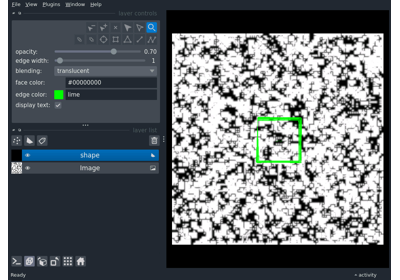 File View Plugins Window Help
layer controls
opacity: 0.70
edge width: 1
blending: translucent
face color: #00000000
edge color: lime
display text:
layer list
shape
Image
Ready
activity